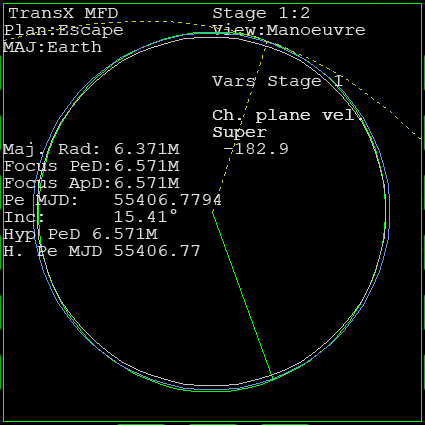 TransX MFD
Stage 1:2
Plan:Escape
View:Manoeuvre
MAJ:Earth
Vars Stage 1
Ch. plane vel.
Super
-182.9
Maj. Rad: 6.371M
Focus PeD:6.571M
Focus ApD:6.571M
Pe MJD: 55406.7794
Inc: 15.41°
Hyp PeD 6.571M
H. Pe MJD 55406.77